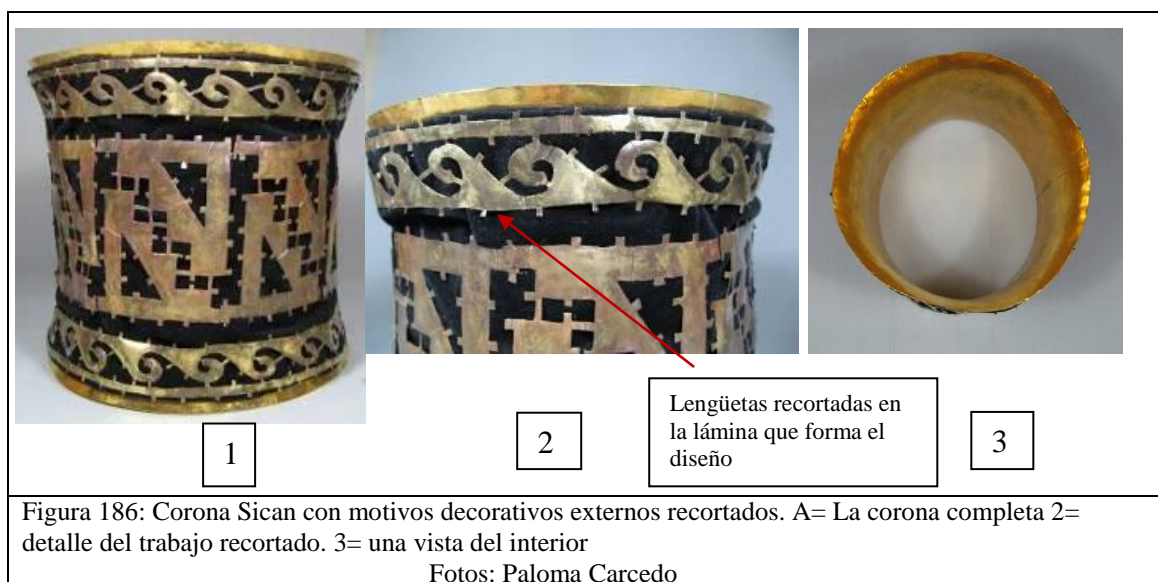 1
2
Lengüetas recortadas en
la lámina que forma el
diseño
3
Figura 186: Corona Sican con motivos decorativos externos recortados. A= La corona completa 2=
detalle del trabajo recortado. 3= una vista del interior
Fotos: Paloma Carcedo